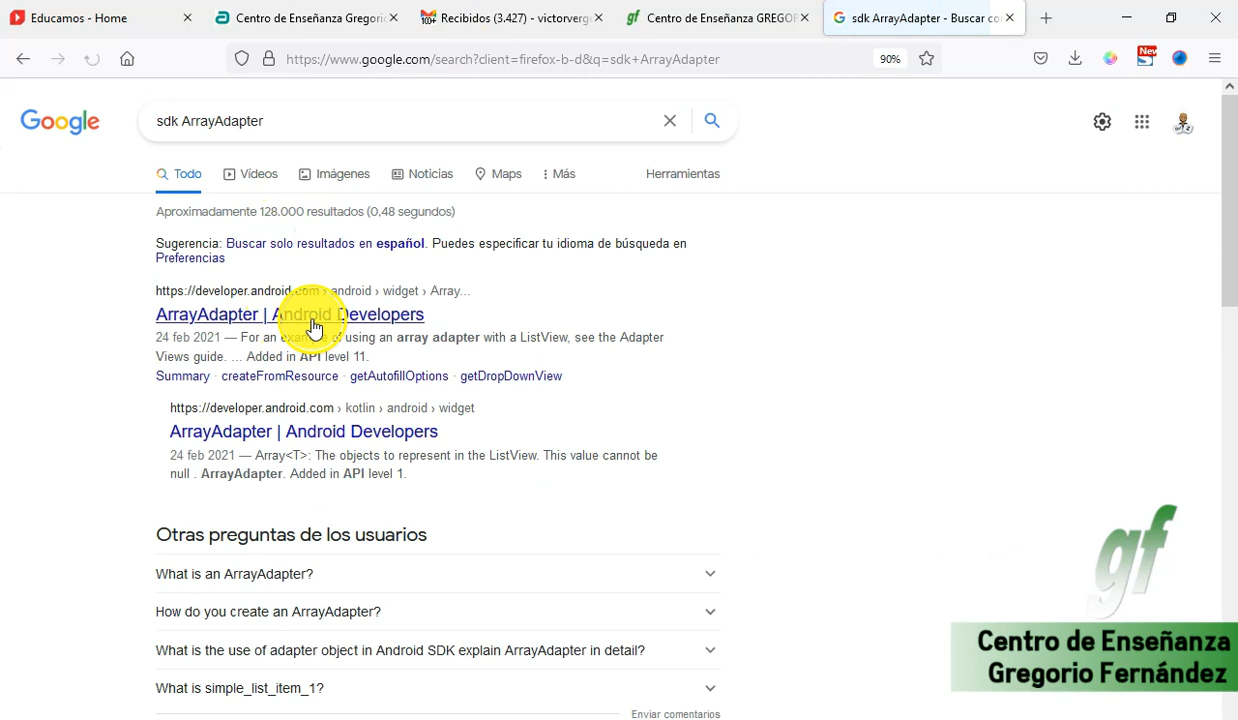 Educamos - Home
Centro de Enseñanza Gregorio
Recibidos (3.427) - victorverge
Centro de Enseñanza GREGOR
sdk ArrayAdapter - Buscar co
https://www.google.com/search?client=firefox-b-d&q=sdk+ArrayAdapter
90%
New
Google
sdk ArrayAdapter
Todo
Vídeos
Imágenes
Noticias
Maps
Más
Herramientas
Aproximadamente 128.000 resultados (0,48 segundos)
Sugerencia: Buscar solo resultados en español. Puedes especificar tu idioma de búsqueda en
Preferencias
https://developer.android.com › android › widget › Array...
ArrayAdapter | Android Developers
24 feb 2021 — For an example of using an array adapter with a ListView, see the Adapter
Views guide. ... Added in API level 11.
Summary · createFromResource · getAutofillOptions · getDropDownView
https://developer.android.com › kotlin › android › widget
ArrayAdapter | Android Developers
24 feb 2021 — Array<T>: The objects to represent in the ListView. This value cannot be
null . ArrayAdapter. Added in API level 1.
Otras preguntas de los usuarios
What is an ArrayAdapter?
How do you create an ArrayAdapter?
What is the use of adapter object in Android SDK explain ArrayAdapter in detail?
What is simple_list_item_1?
Enviar comentarios
gf
Centro de Enseñanza
Gregorio Fernández